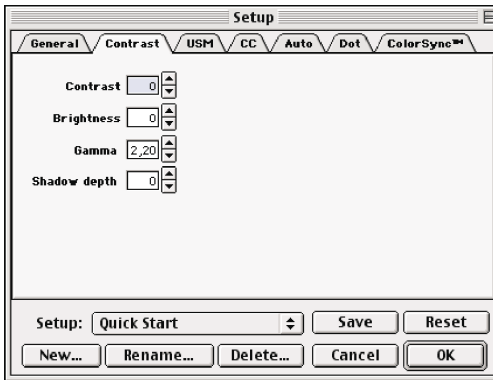 Setup
General Contrast USM CC Auto Dot ColorSync™
Contrast 0
Brightness 0
Gamma 2,20
Shadow depth 0
Setup: Quick Start Save Reset
New... Rename... Delete... Cancel OK